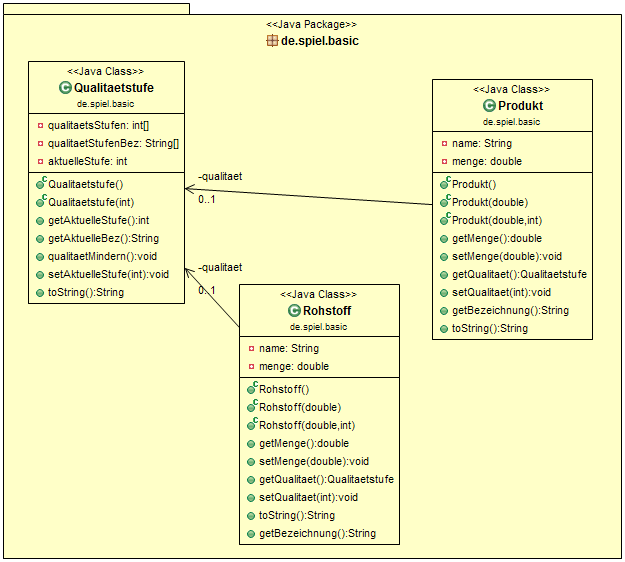 <<Java Package>>
de.spiel.basic
<<Java Class>>
Qualitaetstufe
de.spiel.basic
qualitaetsStufen: int[]
qualitaetStufenBez: String[]
aktuelleStufe: int
Qualitaetstufe()
Qualitaetstufe(int)
getAktuelleStufe():int
getAktuelleBez():String
qualitaetMindern():void
setAktuelleStufe(int):void
toString():String
-qualitaet
0..1
-qualitaet
0..1
<<Java Class>>
Produkt
de.spiel.basic
name: String
menge: double
Produkt()
Produkt(double)
Produkt(double,int)
getMenge():double
setMenge(double):void
getQualitaet():Qualitaetstufe
setQualitaet(int):void
getBezeichnung():String
toString():String
<<Java Class>>
Rohstoff
de.spiel.basic
name: String
menge: double
Rohstoff()
Rohstoff(double)
Rohstoff(double,int)
getMenge():double
setMenge(double):void
getQualitaet():Qualitaetstufe
setQualitaet(int):void
toString():String
getBezeichnung():String